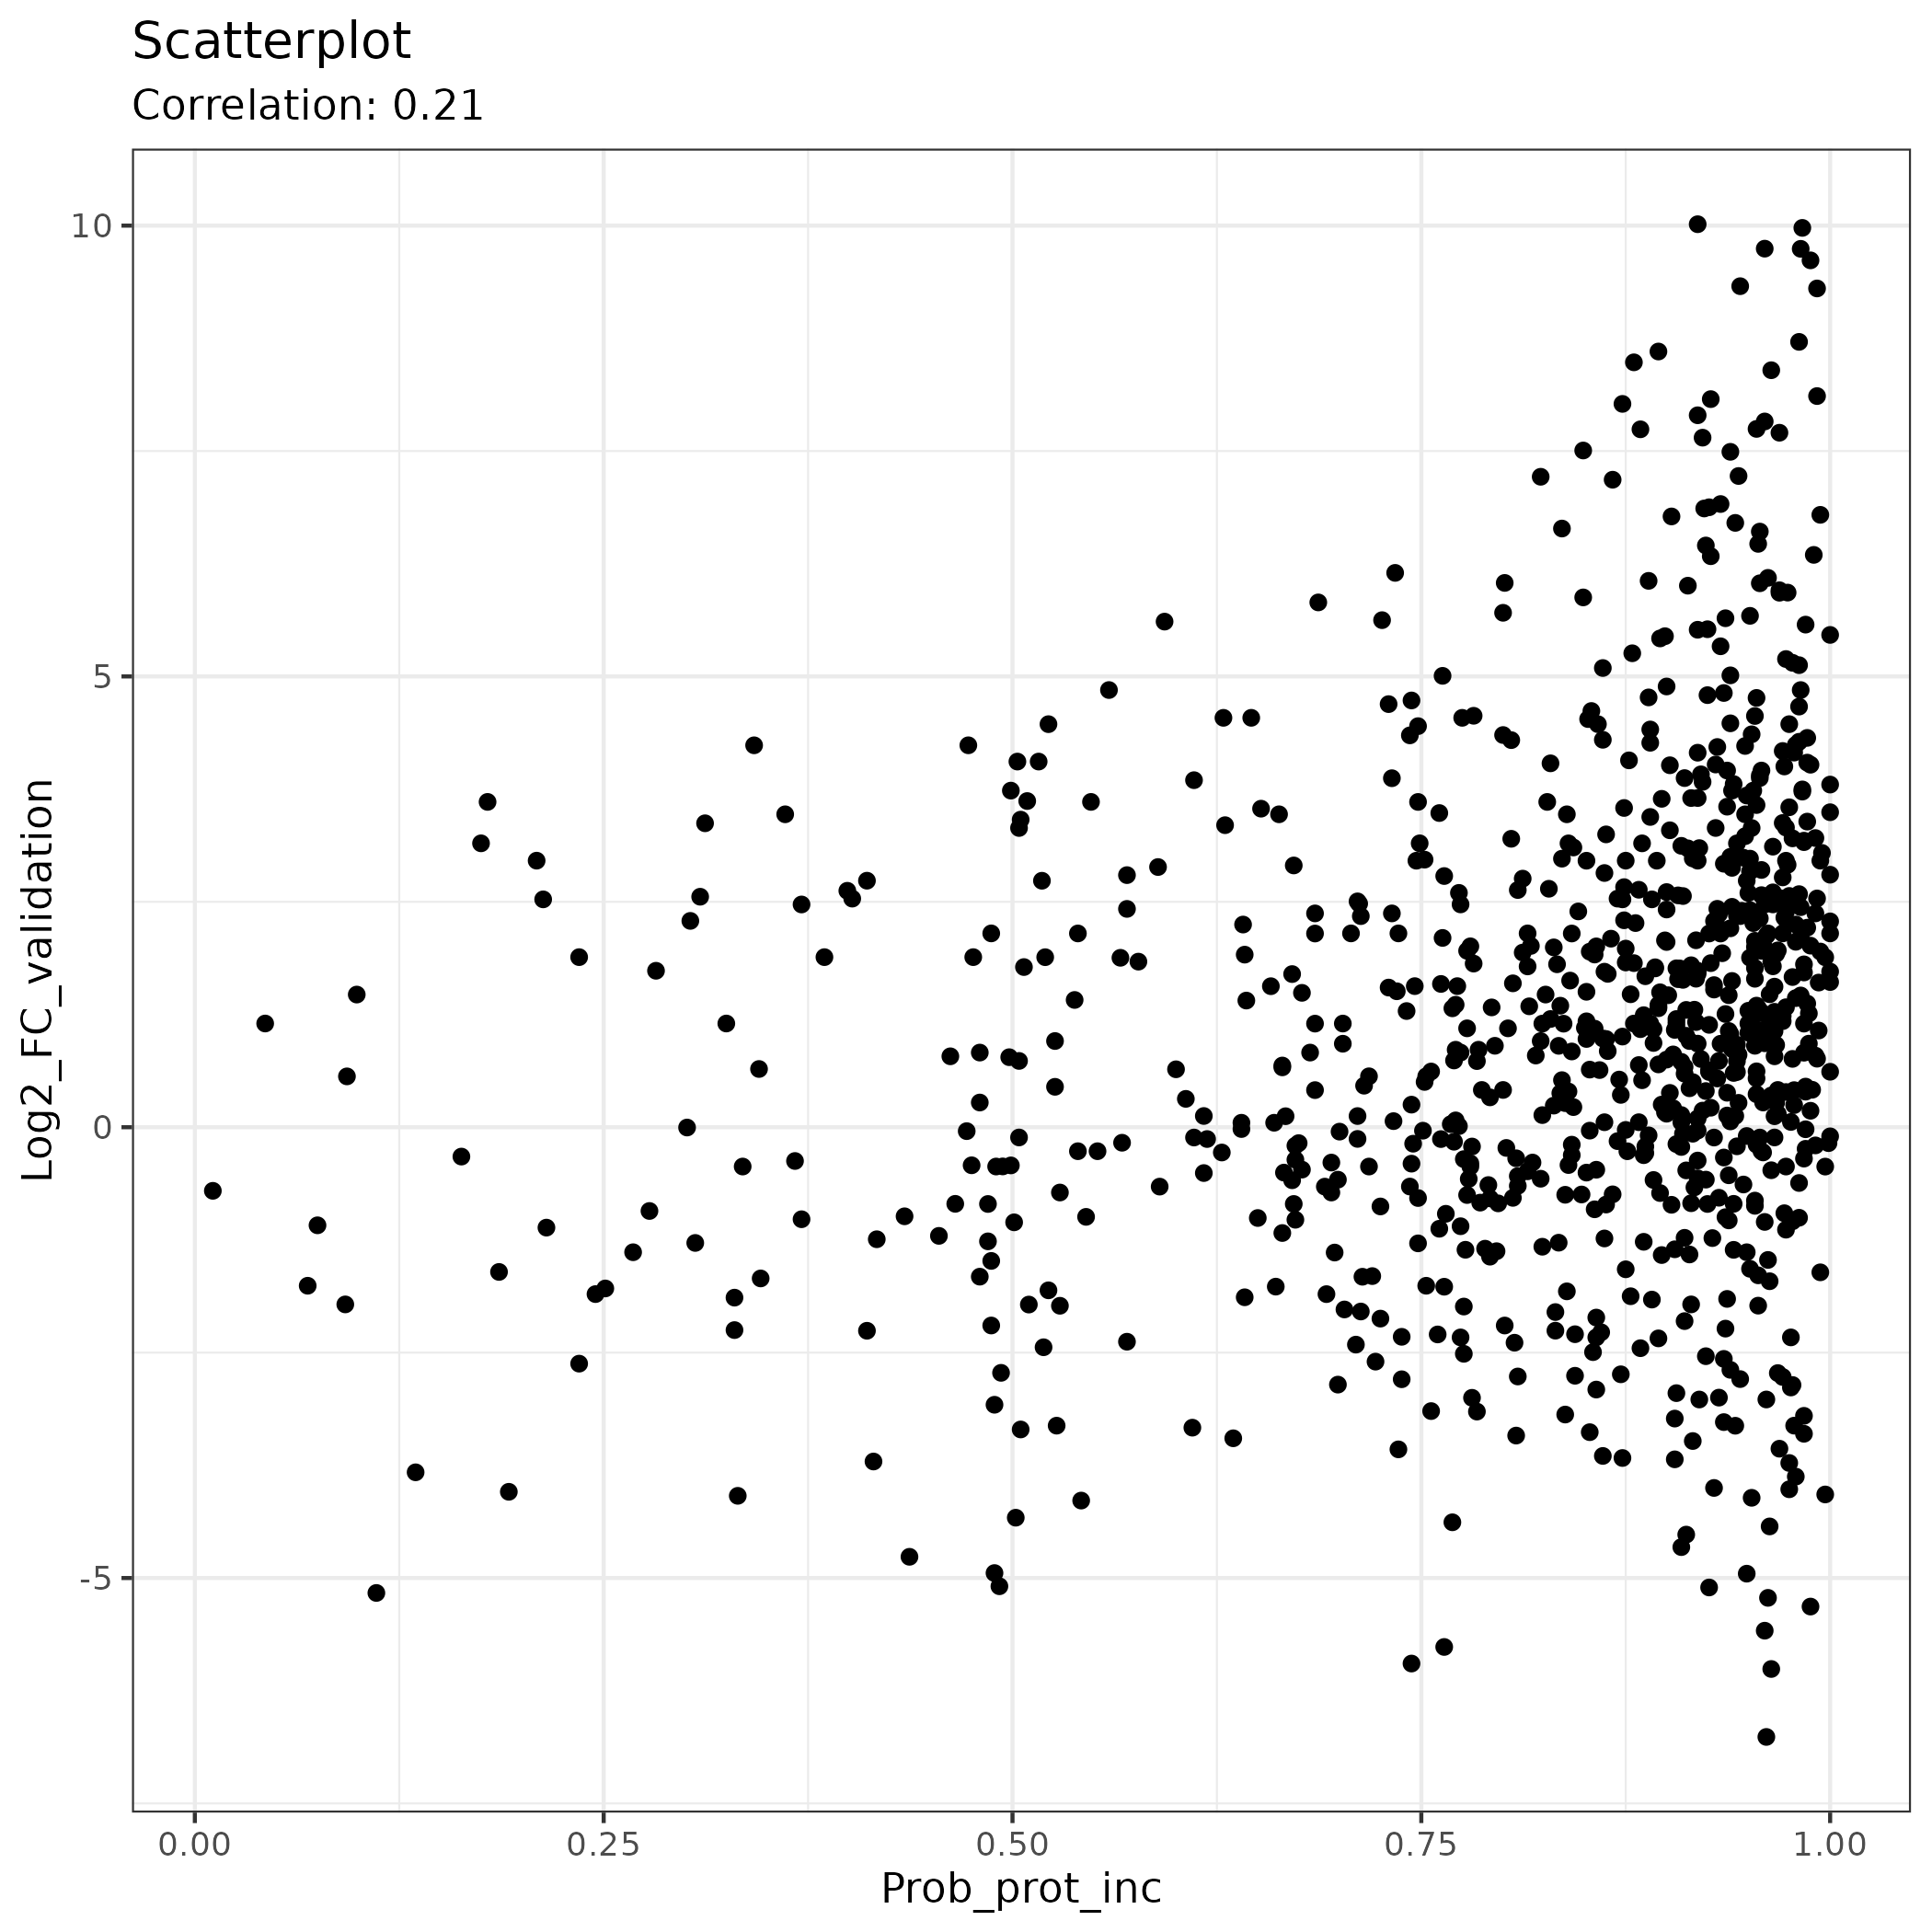 Scatterplot
Correlation: 0.21
10
5
0
-5
Log2_FC_validation
0.00 0.25 0.50 0.75 1.00
Prob_prot_inc